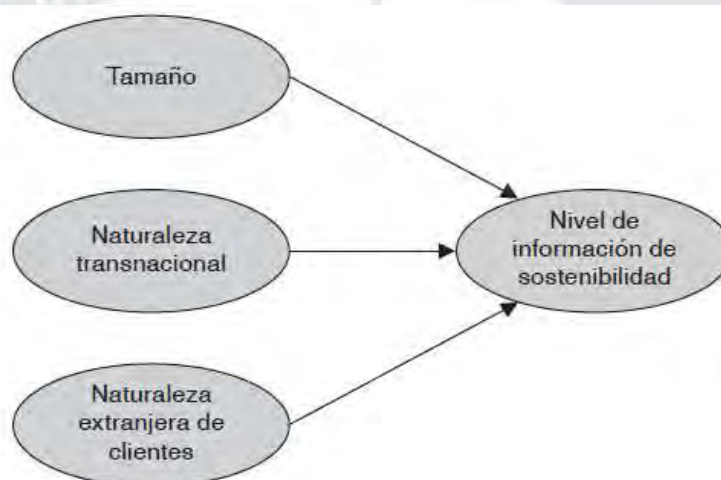 Tamaño
Naturaleza
transnacional
Nivel de
información de
sostenibilidad
Naturaleza
extranjera de
clientes